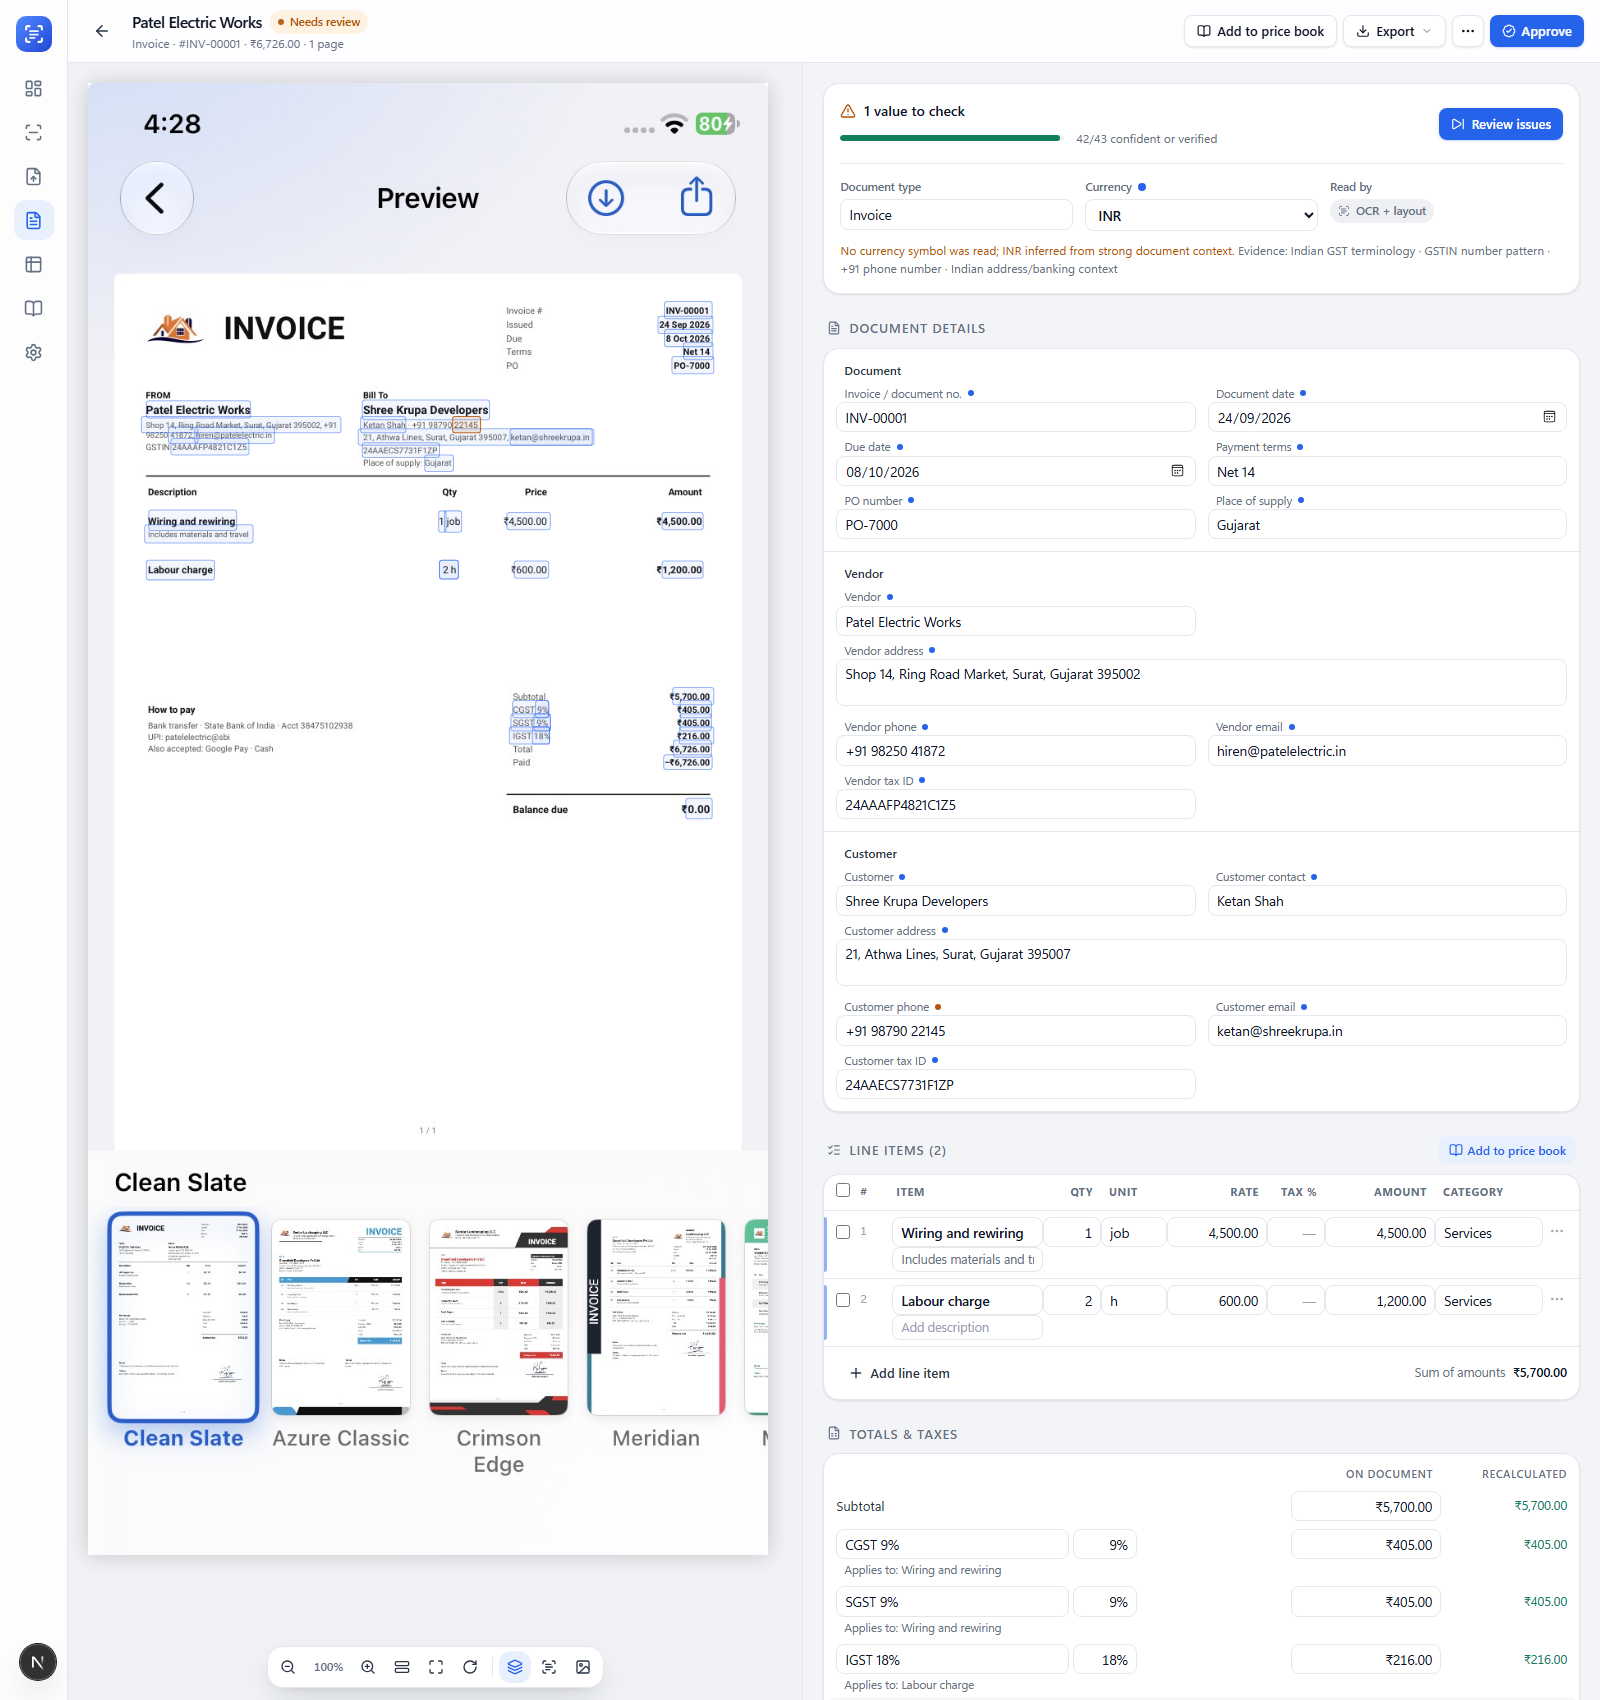 Patel Electric Works
Needs review
Invoice · #INV-00001 · ₹6,726.00 · 1 page
Add to price book
Export
Approve
4:28
80
Preview
INVOICE
Invoice # INV-00001
Issued 24 Sep 2026
Due 8 Oct 2026
Terms Net 14
PO PO-7000
FROM
Patel Electric Works
Shop 14, Ring Road Market, Surat, Gujarat 395002, +91
98250 41872, hiren@patelelectric.in
GSTIN 24AAAFP4821C1Z5
Bill To
Shree Krupa Developers
Ketan Shah · +91 98790 22145
21, Athwa Lines, Surat, Gujarat 395007, ketan@shreekrupa.in
24AAECS7731F1ZP
Place of supply: Gujarat
Description Qty Price Amount
Wiring and rewiring 1 job ₹4,500.00 ₹4,500.00
Includes materials and travel
Labour charge 2 h ₹600.00 ₹1,200.00
How to pay
Bank transfer · State Bank of India · Acct 38475102938
UPI: patelelectric@sbi
Also accepted: Google Pay · Cash
Subtotal ₹5,700.00
CGST 9% ₹405.00
SGST 9% ₹405.00
IGST 18% ₹216.00
Total ₹6,726.00
Paid −₹6,726.00
Balance due ₹0.00
1 / 1
Clean Slate
INVOICE
INVOICE
INVOICE
INVOICE
Clean Slate
Azure Classic
Crimson
Edge
Meridian
100%
N
1 value to check
42/43 confident or verified
Review issues
Document type
Invoice
Currency
INR
Read by
OCR + layout
No currency symbol was read; INR inferred from strong document context. Evidence: Indian GST terminology · GSTIN number pattern ·
+91 phone number · Indian address/banking context
DOCUMENT DETAILS
Document
Invoice / document no.
INV-00001
Document date
24/09/2026
Due date
08/10/2026
Payment terms
Net 14
PO number
PO-7000
Place of supply
Gujarat
Vendor
Vendor
Patel Electric Works
Vendor address
Shop 14, Ring Road Market, Surat, Gujarat 395002
Vendor phone
+91 98250 41872
Vendor email
hiren@patelelectric.in
Vendor tax ID
24AAAFP4821C1Z5
Customer
Customer
Shree Krupa Developers
Customer contact
Ketan Shah
Customer address
21, Athwa Lines, Surat, Gujarat 395007
Customer phone
+91 98790 22145
Customer email
ketan@shreekrupa.in
Customer tax ID
24AAECS7731F1ZP
LINE ITEMS (2)
Add to price book
# ITEM QTY UNIT RATE TAX % AMOUNT CATEGORY
1 Wiring and rewiring 1 job 4,500.00 — 4,500.00 Services
Includes materials and tr
2 Labour charge 2 h 600.00 — 1,200.00 Services
Add description
Add line item
Sum of amounts ₹5,700.00
TOTALS & TAXES
ON DOCUMENT RECALCULATED
Subtotal ₹5,700.00 ₹5,700.00
CGST 9% 9% ₹405.00 ₹405.00
Applies to: Wiring and rewiring
SGST 9% 9% ₹405.00 ₹405.00
Applies to: Wiring and rewiring
IGST 18% 18% ₹216.00 ₹216.00
Applies to: Labour charge